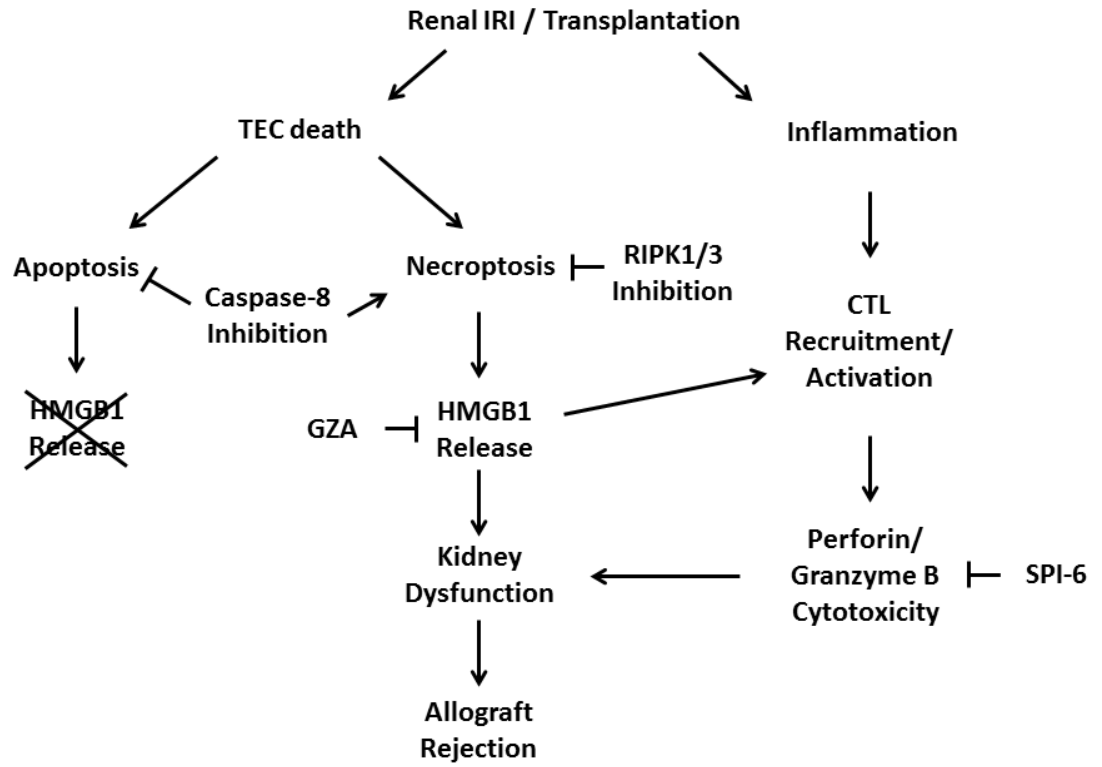 Renal IRI / Transplantation
TEC death
Inflammation
Apoptosis
Necroptosis
RIPK1/3
Inhibition
Caspase-8
Inhibition
CTL
Recruitment/
Activation
HMGB1
Release
GZA
HMGB1
Release
Kidney
Dysfunction
Perforin/
Granzyme B
Cytotoxicity
SPI-6
Allograft
Rejection